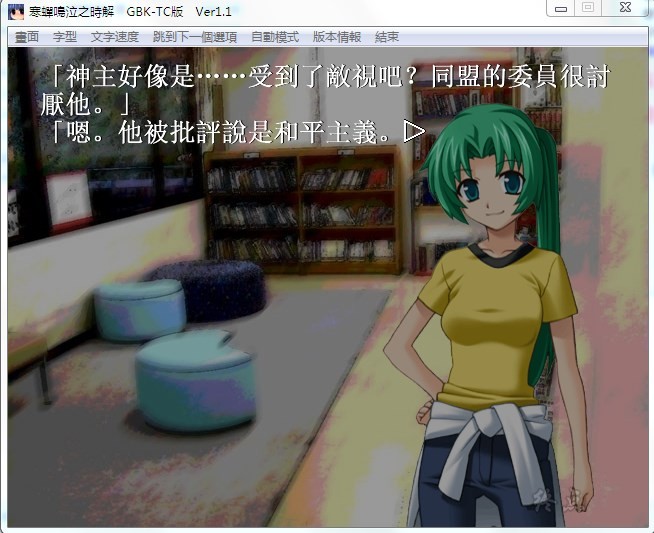 寒蟬鳴泣之時解 GBK-TC版 Ver1.1
畫面 字型 文字速度 跳到下一個選項 自動模式 版本情報 結束
「神主好像是……受到了敵視吧？同盟的委員很討
厭他。」
「嗯。他被批評說是和平主義。